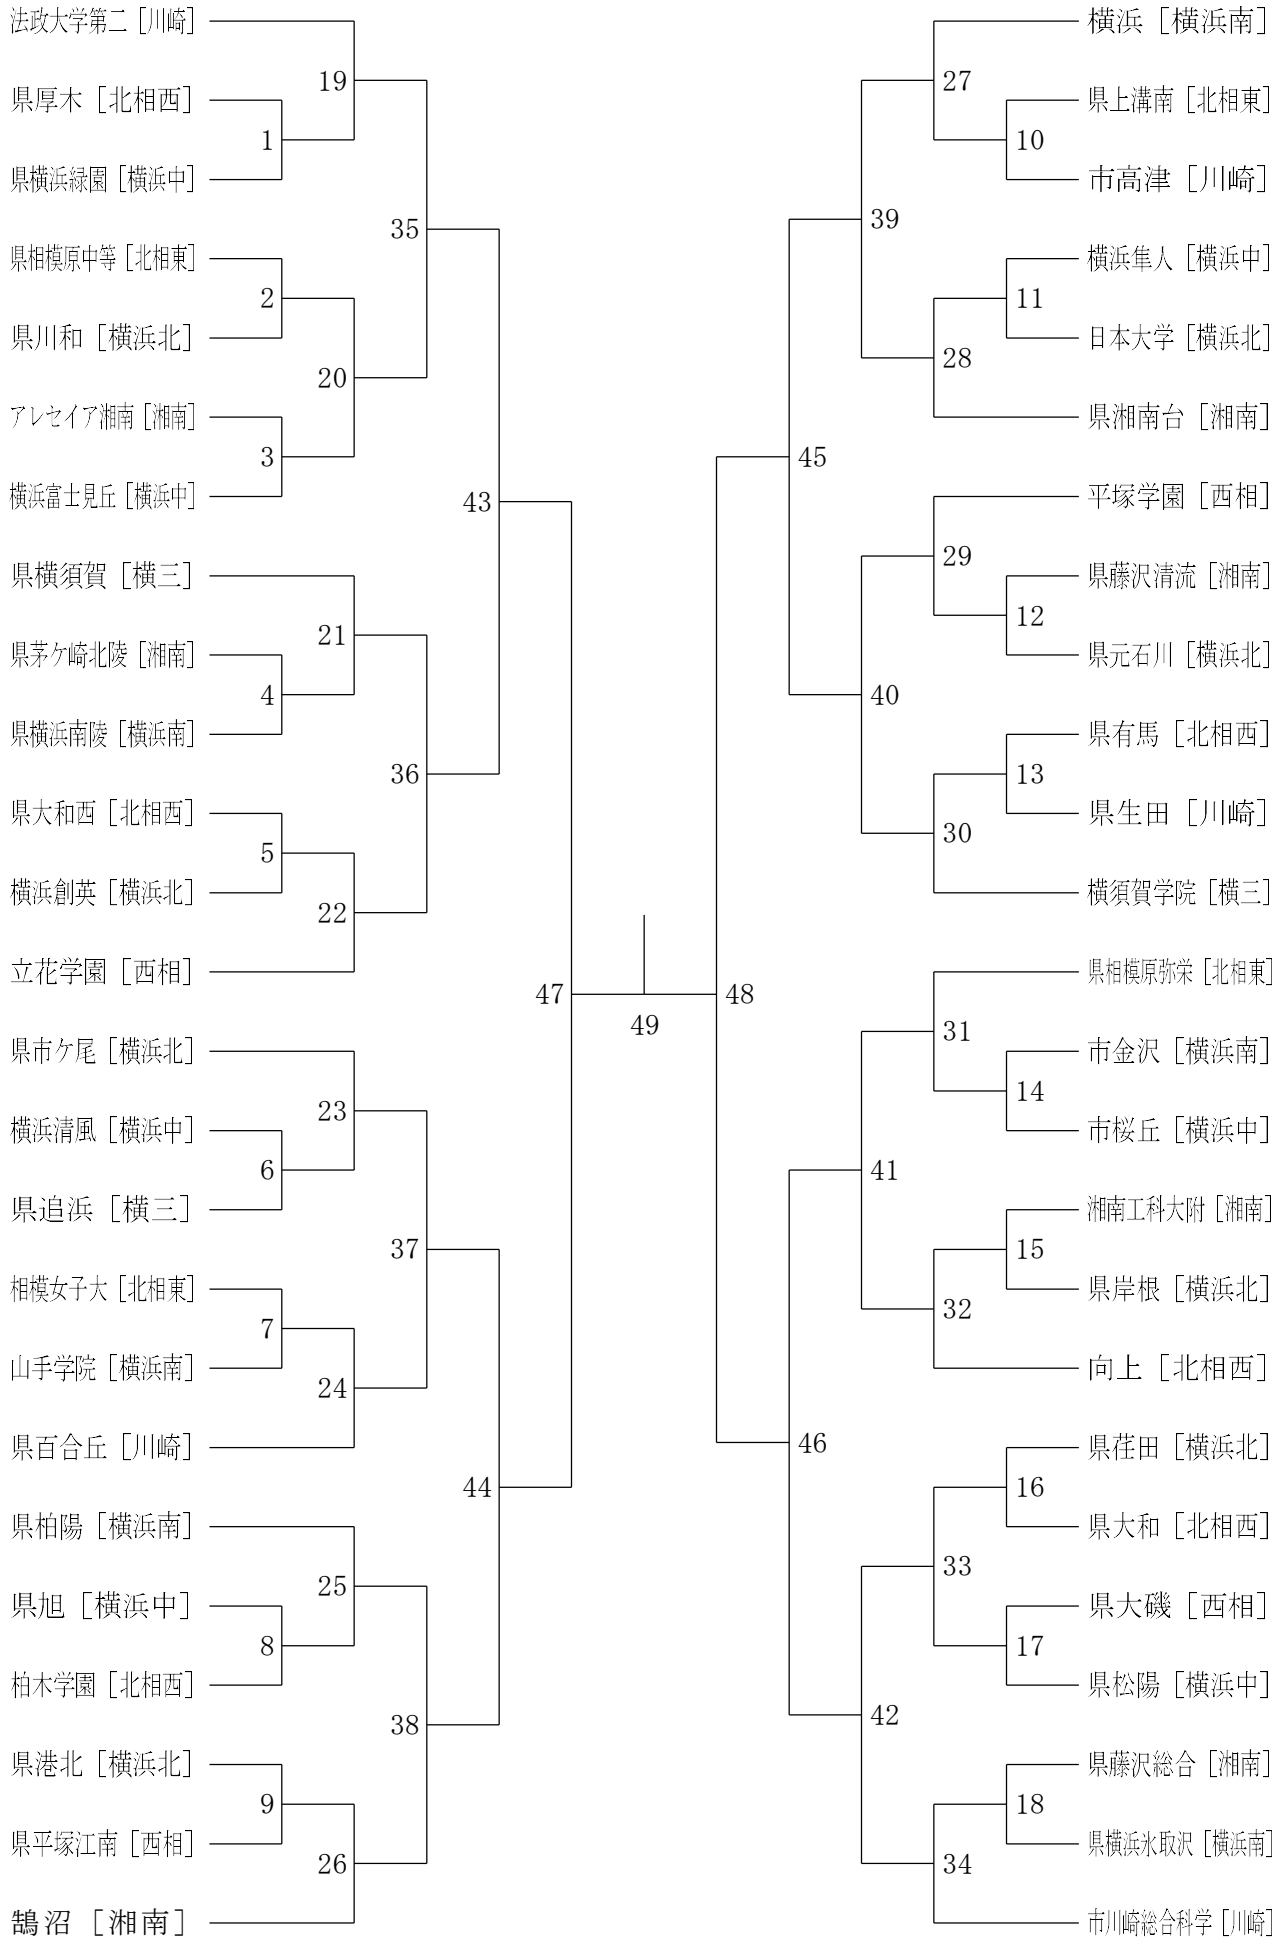 法政大学第二［川崎］
県厚木［北相西］
県横浜緑園［横浜中］
県相模原中等［北相東］
県川和［横浜北］
アレセイア湘南［湘南］
横浜富士見丘［横浜中］
県横須賀［横三］
県茅ケ崎北陵［湘南］
県横浜南陵［横浜南］
県大和西［北相西］
横浜創英［横浜北］
立花学園［西相］
県市ケ尾［横浜北］
横浜清風［横浜中］
県追浜［横三］
相模女子大［北相東］
山手学院［横浜南］
県百合丘［川崎］
県柏陽［横浜南］
県旭［横浜中］
柏木学園［北相西］
県港北［横浜北］
県平塚江南［西相］
鵠沼［湘南］
1
2
3
4
5
6
7
8
9
19
20
21
22
23
24
25
26
35
36
37
38
43
44
47
49
48
45
46
39
40
41
42
27
28
29
30
31
32
33
34
10
11
12
13
14
15
16
17
18
横浜［横浜南］
県上溝南［北相東］
市高津［川崎］
横浜隼人［横浜中］
日本大学［横浜北］
県湘南台［湘南］
平塚学園［西相］
県藤沢清流［湘南］
県元石川［横浜北］
県有馬［北相西］
県生田［川崎］
横須賀学院［横三］
県相模原弥栄［北相東］
市金沢［横浜南］
市桜丘［横浜中］
湘南工科大附［湘南］
県岸根［横浜北］
向上［北相西］
県荏田［横浜北］
県大和［北相西］
県大磯［西相］
県松陽［横浜中］
県藤沢総合［湘南］
県横浜氷取沢［横浜南］
市川崎総合科学［川崎］